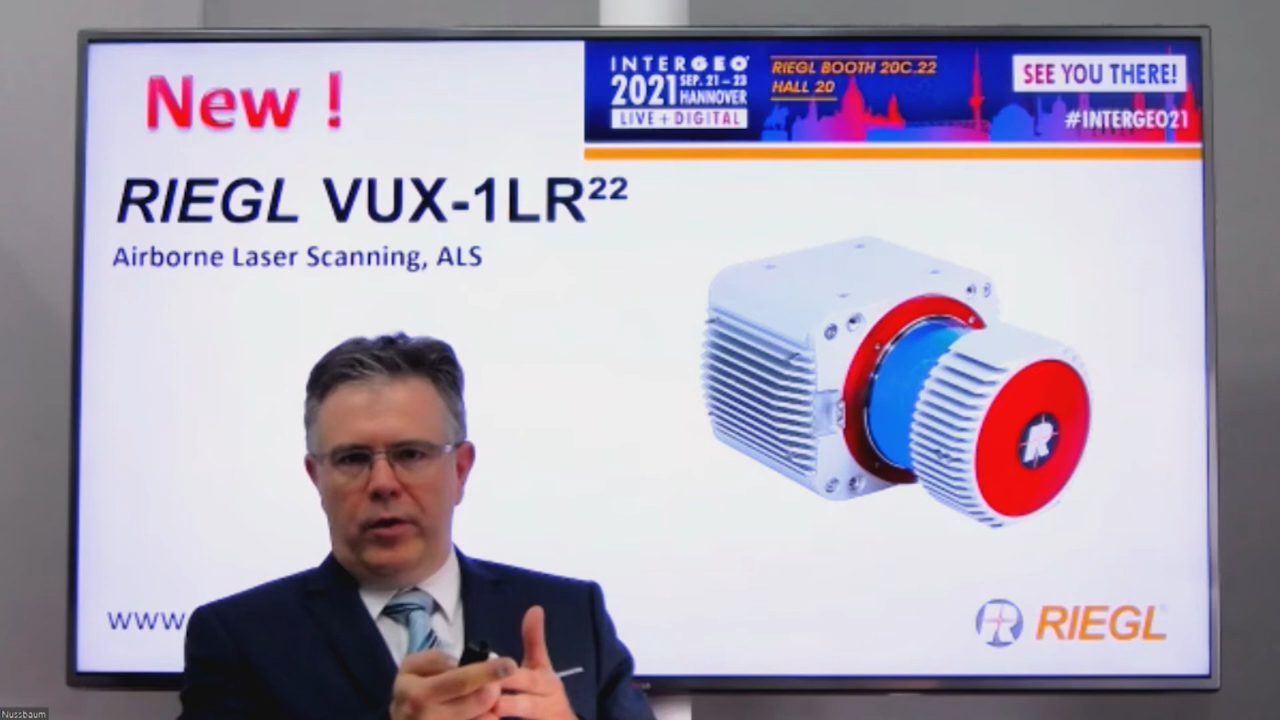 New !
INTERGEO
2021 SEP. 21 – 23
HANNOVER
LIVE + DIGITAL
RIEGL BOOTH 20C.22
HALL 20
SEE YOU THERE!
#INTERGEO21
RIEGL VUX-1LR²²
Airborne Laser Scanning, ALS
R
www
RIEGL
Nussbaum